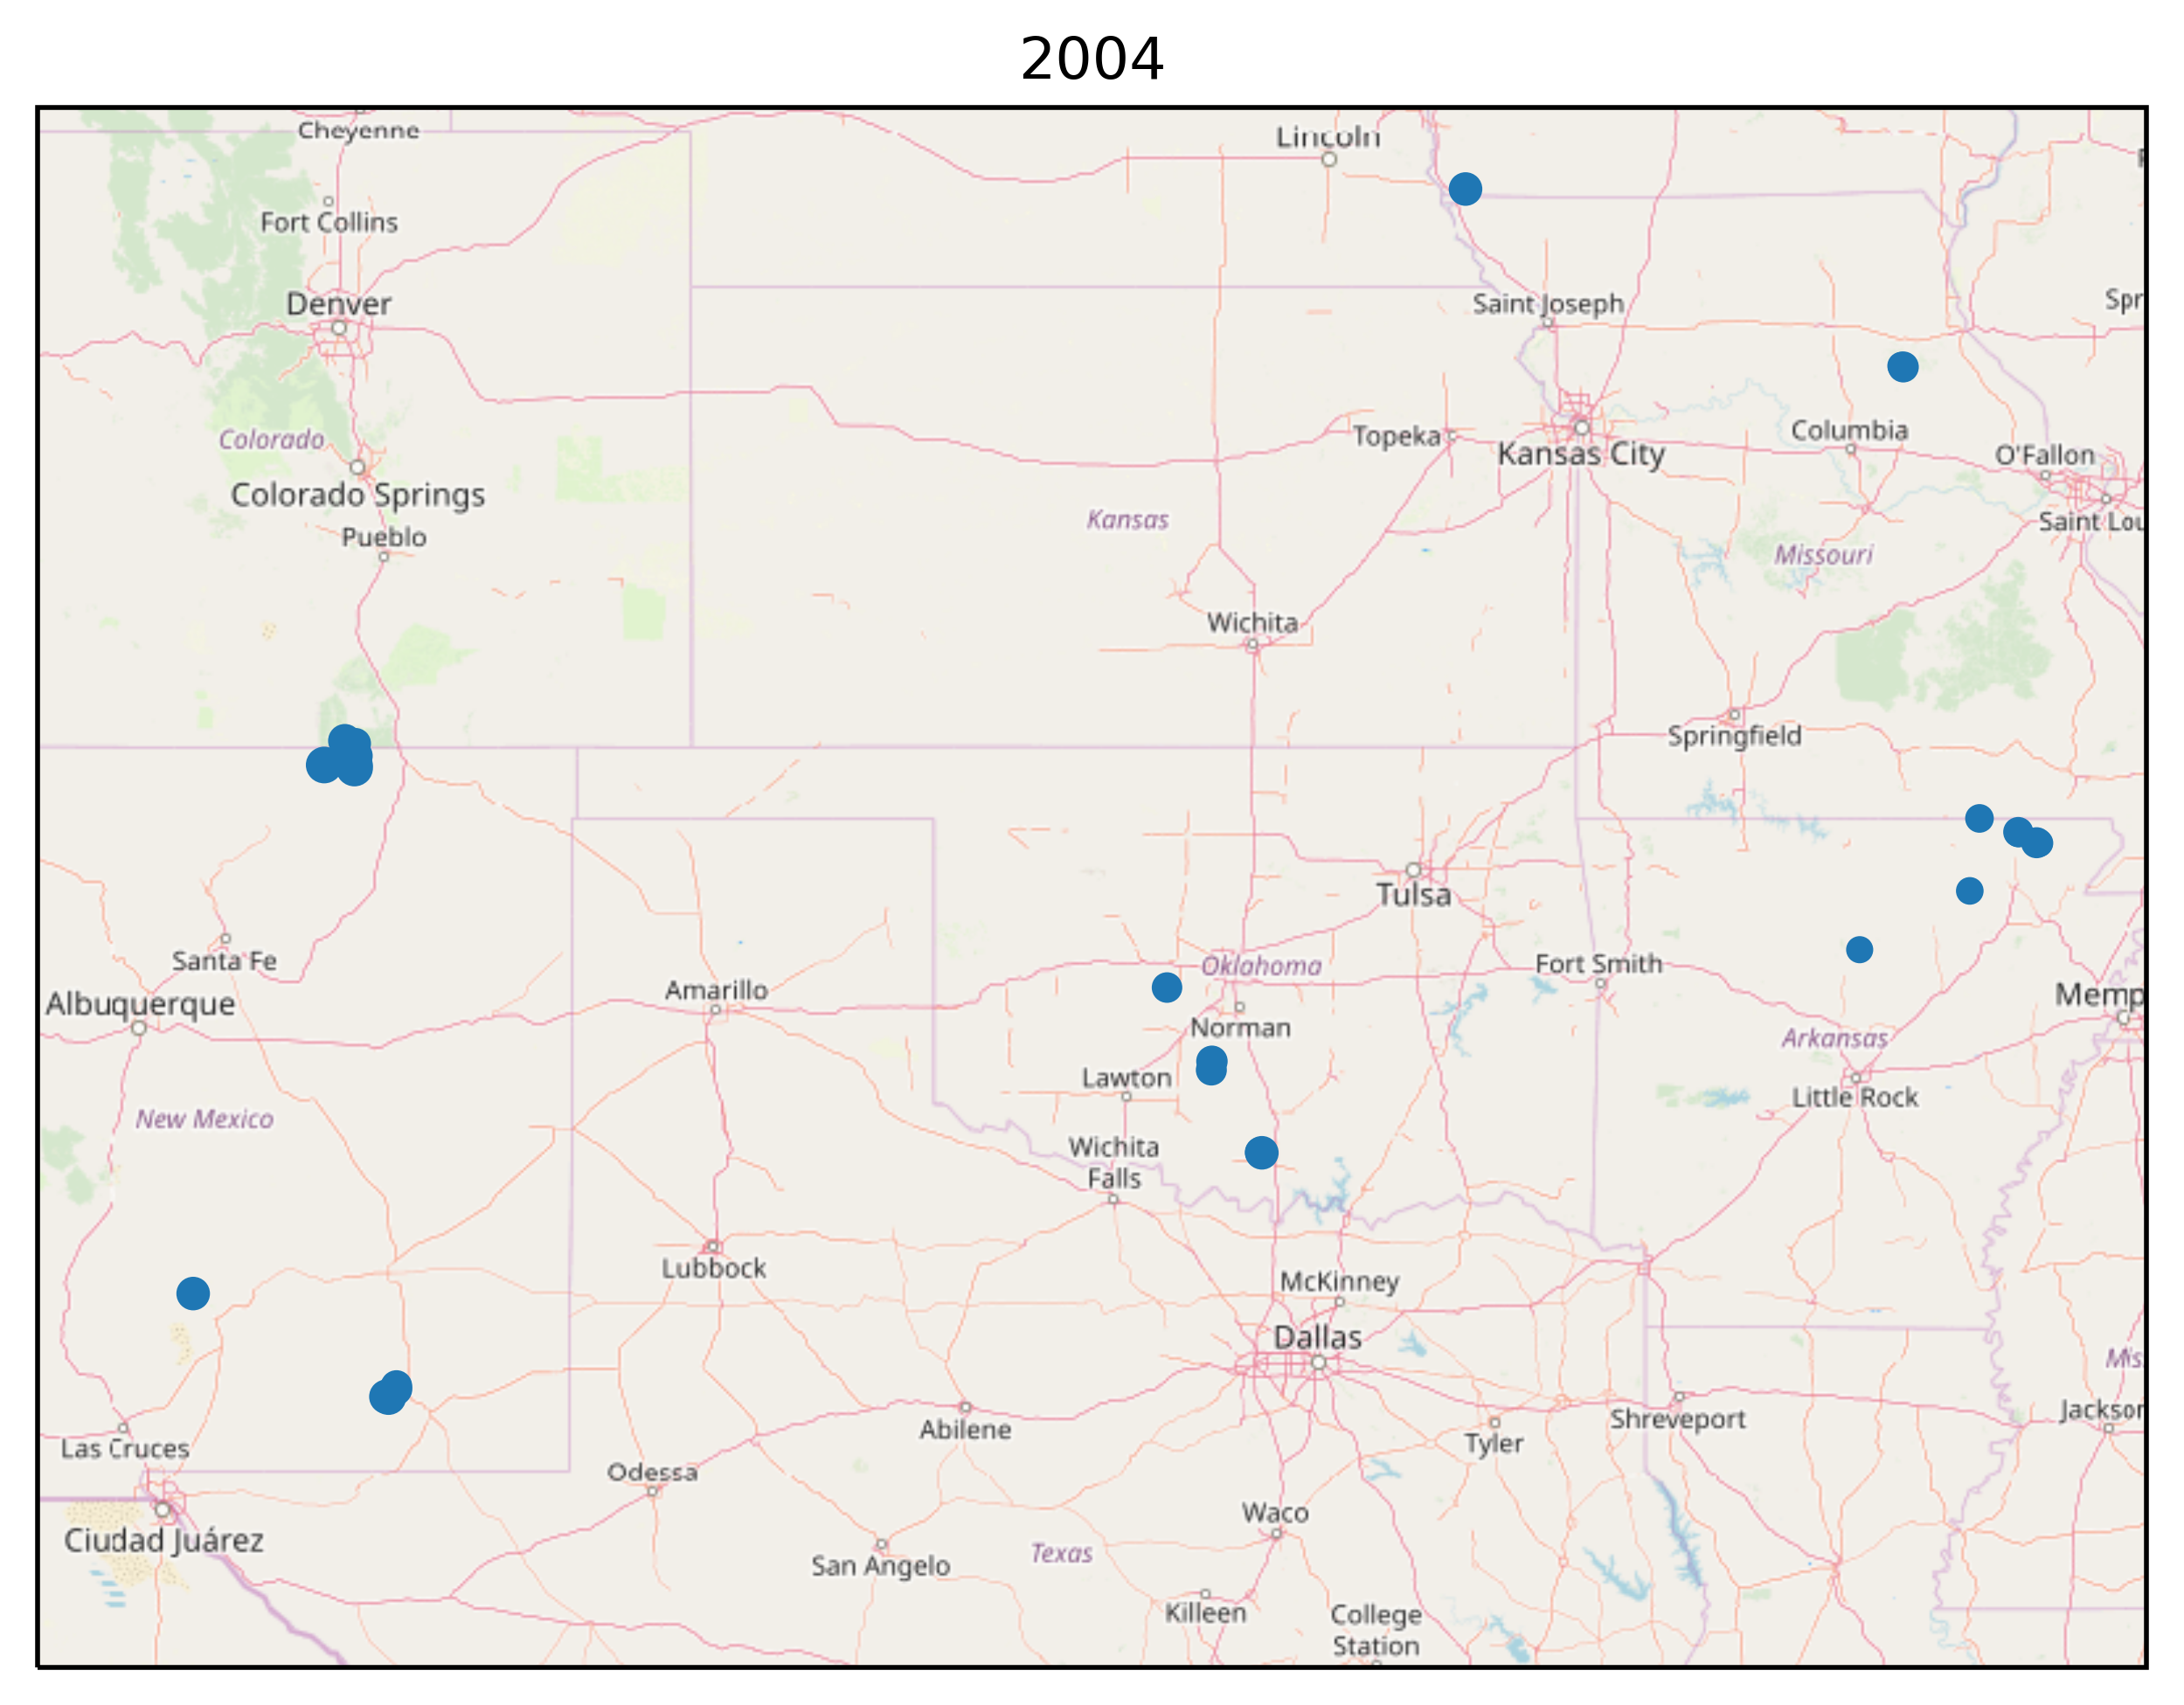 2004
Cheyenne
Lincoln
Fort Collins
Denver
Saint Joseph
Colorado
Topeka
Kansas City
Columbia
O'Fallon
Colorado Springs
Pueblo
Kansas
Missouri
Wichita
Springfield
Tulsa
Santa Fe
Albuquerque
Amarillo
Oklahoma
Fort Smith
Norman
Arkansas
Lawton
Little Rock
New Mexico
Wichita
Falls
Lubbock
McKinney
Dallas
Las Cruces
Abilene
Tyler
Shreveport
Odessa
Ciudad Juárez
Waco
San Angelo
Texas
Killeen
College
Station
Spr
Saint Lou
Memp
Mis
Jackson